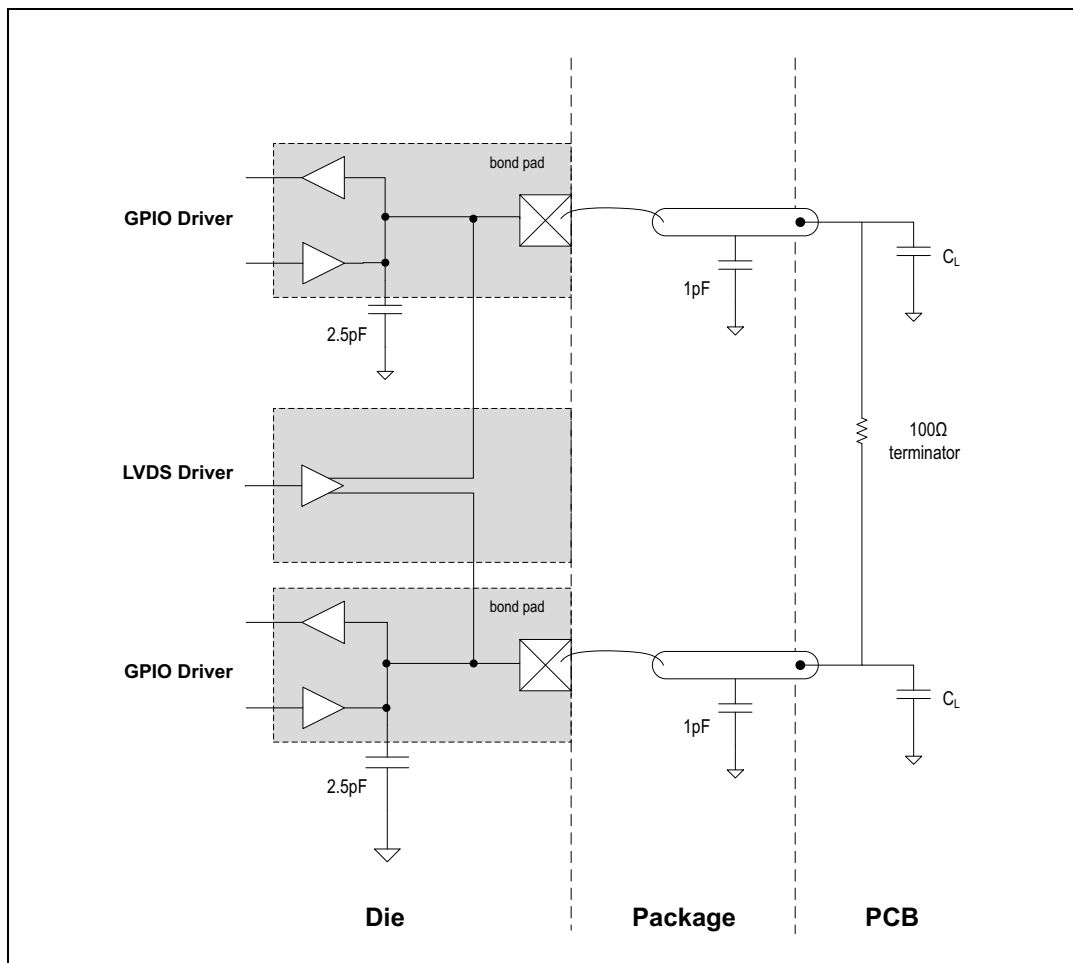 bond pad
GPIO Driver
2.5pF
1pF
C_L
LVDS Driver
100Ω
terminator
bond pad
GPIO Driver
2.5pF
1pF
C_L
Die
Package
PCB